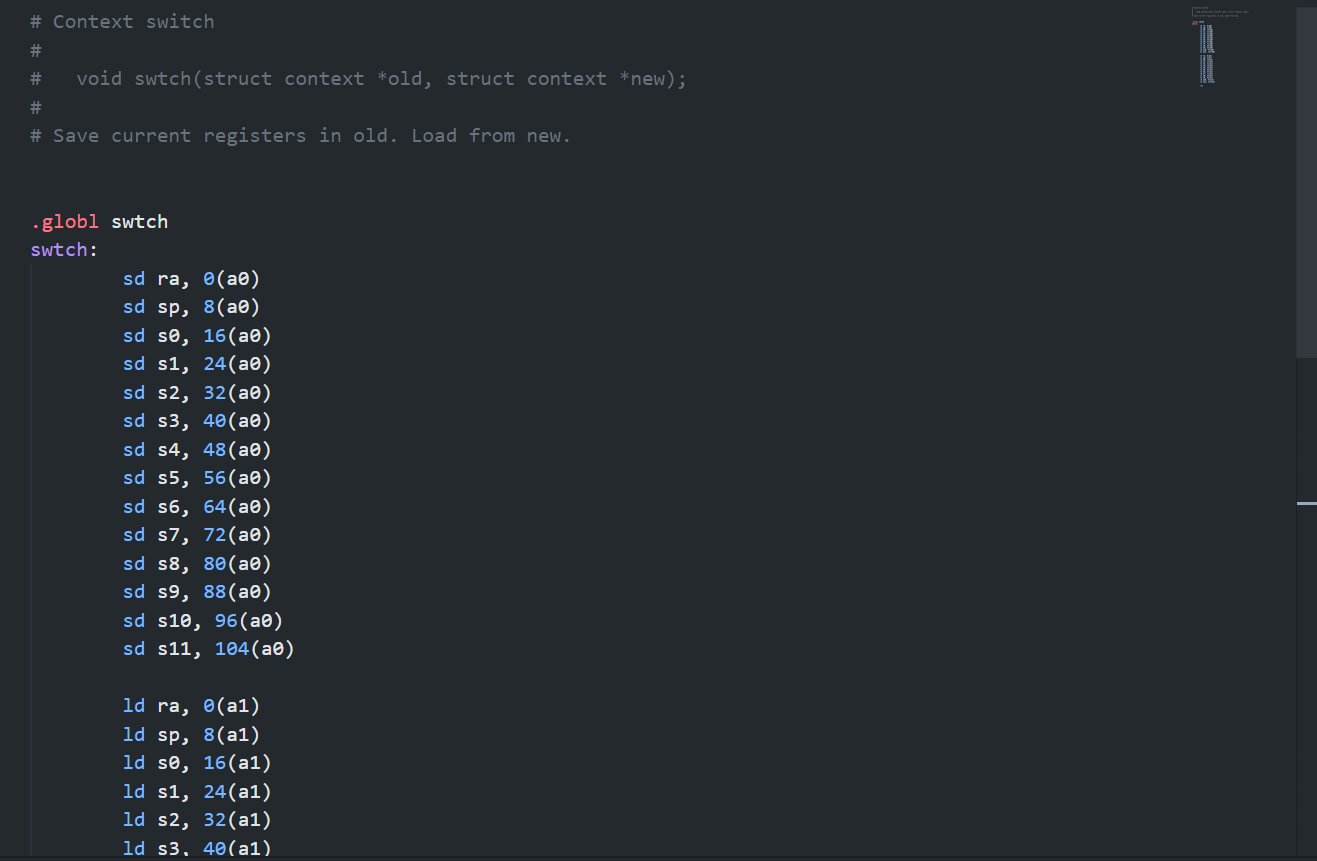 # Context switch
#
#   void swtch(struct context *old, struct context *new);
#
# Save current registers in old. Load from new.
.globl swtch
swtch:
sd ra, 0(a0)
sd sp, 8(a0)
sd s0, 16(a0)
sd s1, 24(a0)
sd s2, 32(a0)
sd s3, 40(a0)
sd s4, 48(a0)
sd s5, 56(a0)
sd s6, 64(a0)
sd s7, 72(a0)
sd s8, 80(a0)
sd s9, 88(a0)
sd s10, 96(a0)
sd s11, 104(a0)
ld ra, 0(a1)
ld sp, 8(a1)
ld s0, 16(a1)
ld s1, 24(a1)
ld s2, 32(a1)
ld s3, 40(a1)